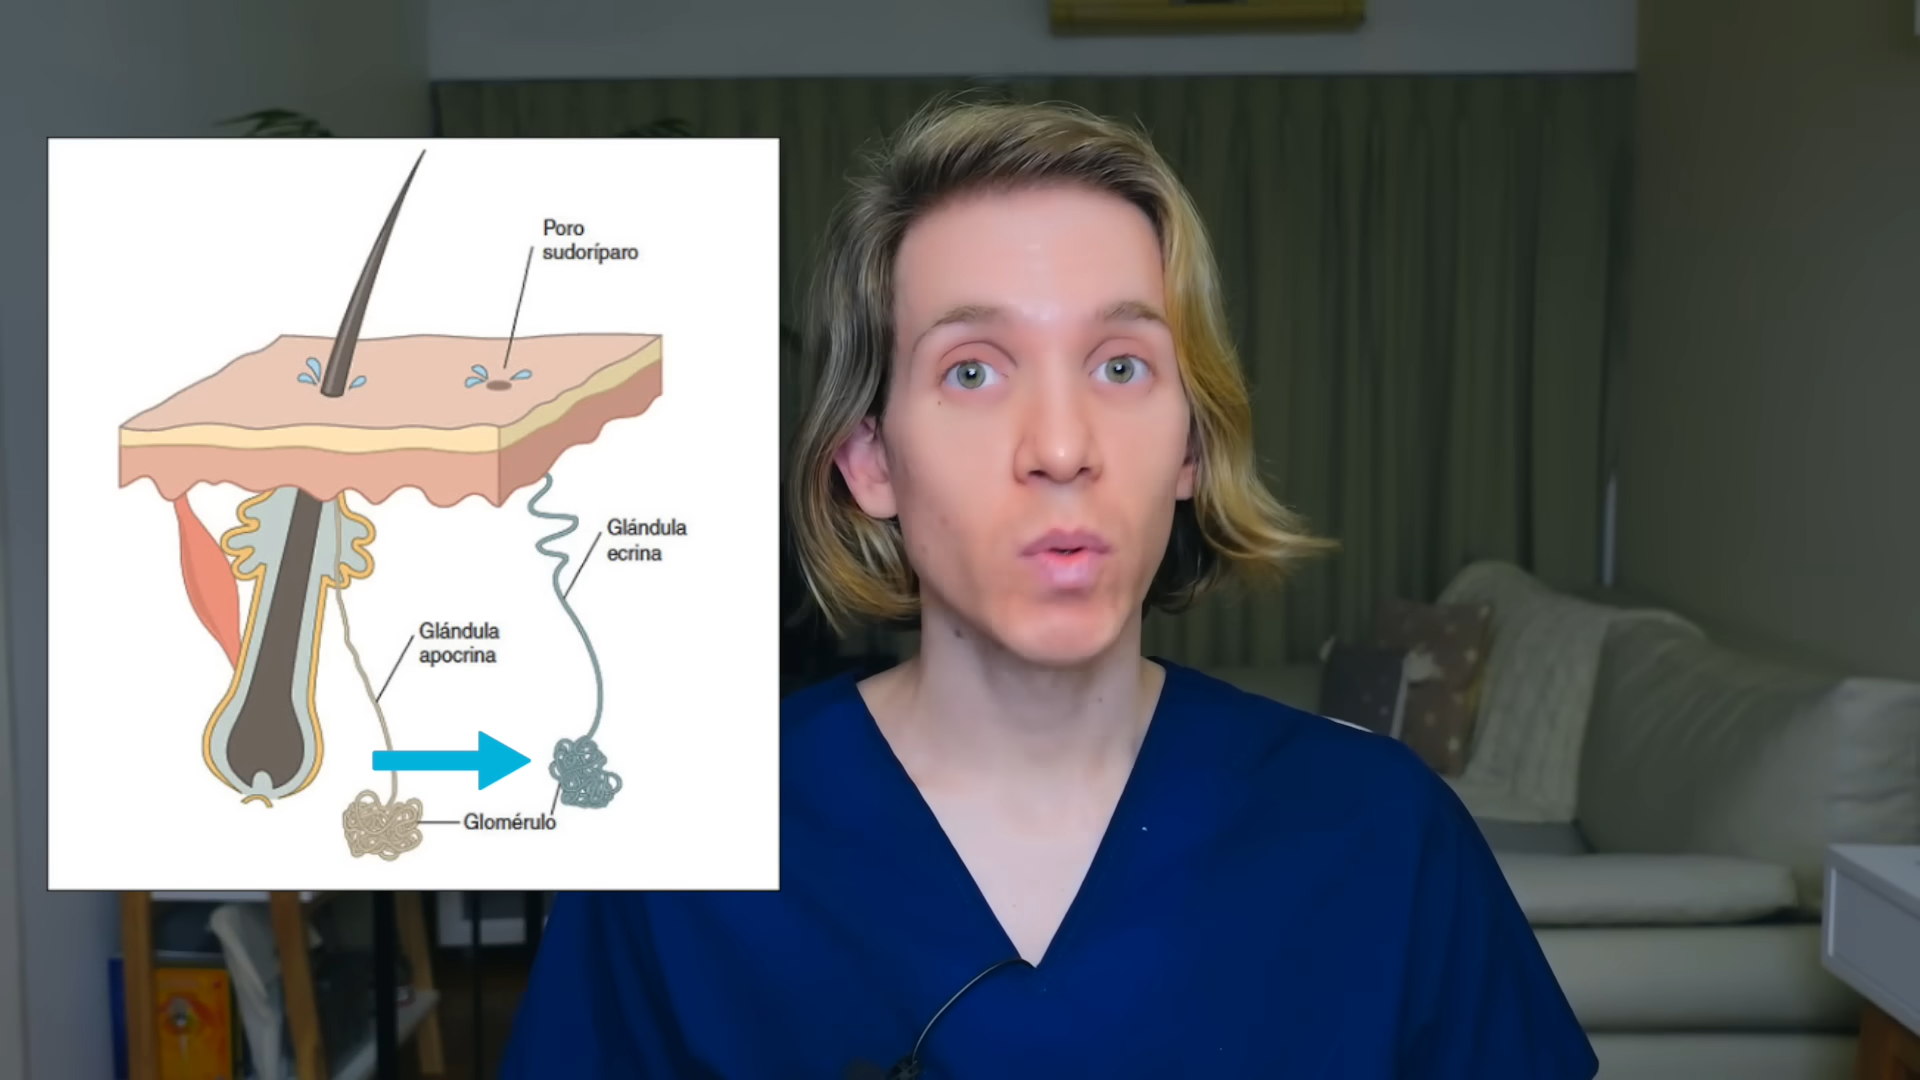 Poro
sudoríparo
Glándula
ecrina
Glándula
apocrina
Glomérulo